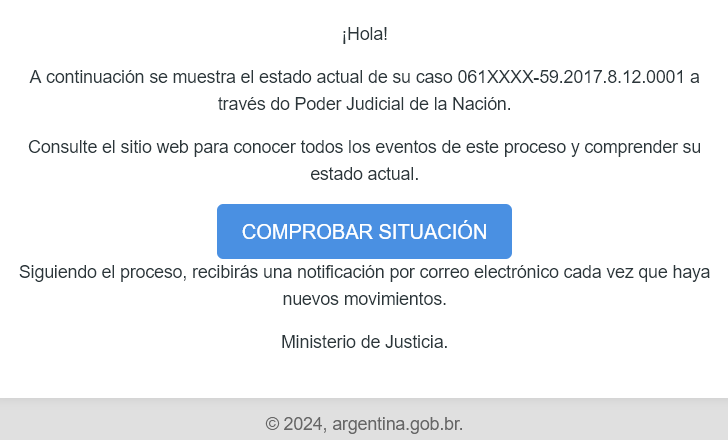 ¡Hola!
A continuación se muestra el estado actual de su caso 061XXXX-59.2017.8.12.0001 a
través do Poder Judicial de la Nación.
Consulte el sitio web para conocer todos los eventos de este proceso y comprender su
estado actual.
COMPROBAR SITUACIÓN
Siguiendo el proceso, recibirás una notificación por correo electrónico cada vez que haya
nuevos movimientos.
Ministerio de Justicia.
© 2024, argentina.gob.br.